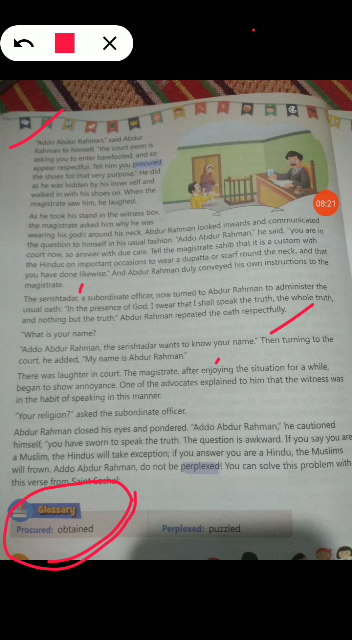 "Addo Abdur Rahman," said Abdur
Rahman to himself, "the court peon is
asking you to enter barefooted, and so
appear respectful. Tell him you procured
the shoes for that very purpose." He did
as he was bidden by his inner self and
walked in with his shoes on. When the
magistrate saw him, he laughed.
As he took his stand in the witness box,
the magistrate asked him why he was
wearing his godri around his neck. Abdur Rahman looked inwards and communicated
the question to himself in his usual fashion. "Addo Abdur Rahman," he said, "you are in
court now, so answer with due care. Tell the magistrate sahib that it is a custom with
the Hindus on important occasions to wear a dupatta or scarf round the neck, and that
you have done likewise." And Abdur Rahman duly conveyed his own instructions to the
magistrate.
The serishtadar, a subordinate officer, now turned to Abdur Rahman to administer the
usual oath: "In the presence of God, I swear that I shall speak the truth, the whole truth,
and nothing but the truth;" Abdur Rahman repeated the oath respectfully.
"What is your name?"
"Addo Abdur Rahman, the serishtadar wants to know your name." Then turning to the
court, he added, "My name is Abdur Rahman."
There was laughter in court. The magistrate, after enjoying the situation for a while,
began to show annoyance. One of the advocates explained to him that the witness was
in the habit of speaking in this manner.
"Your religion?" asked the subordinate officer.
Abdur Rahman closed his eyes and pondered. "Addo Abdur Rahman," he cautioned
himself, "you have sworn to speak the truth. The question is awkward. If you say you are
a Muslim, the Hindus will take exception; if you answer you are a Hindu, the Muslims
will frown. Addo Abdur Rahman, do not be perplexed! You can solve this problem with
this verse from Saint Sachal:
Glossary
Procured: obtained
Perplexed: puzzled
08:21